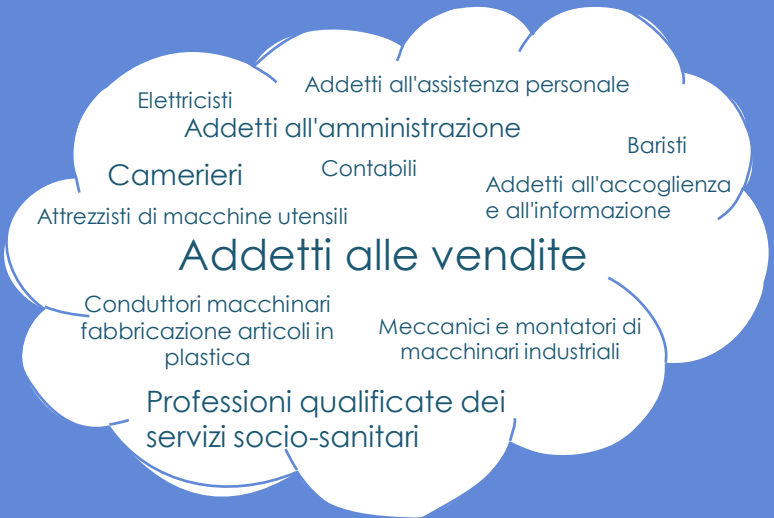 Addetti all'assistenza personale
Elettricisti
Addetti all'amministrazione
Baristi
Contabili
Camerieri
Addetti all'accoglienza
e all'informazione
Attrezzisti di macchine utensili
Addetti alle vendite
Conduttori macchinari
fabbricazione articoli in
plastica
Meccanici e montatori di
macchinari industriali
Professioni qualificate dei
servizi socio-sanitari